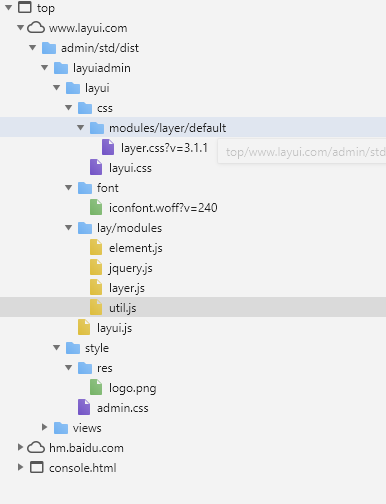 top
www.layui.com
admin/std/dist
layuiadmin
layui
css
modules/layer/default
layer.css?v=3.1.1
top/www.layui.com/admin/std
layui.css
font
iconfont.woff?v=240
lay/modules
element.js
jquery.js
layer.js
util.js
layui.js
style
res
logo.png
admin.css
views
hm.baidu.com
console.html